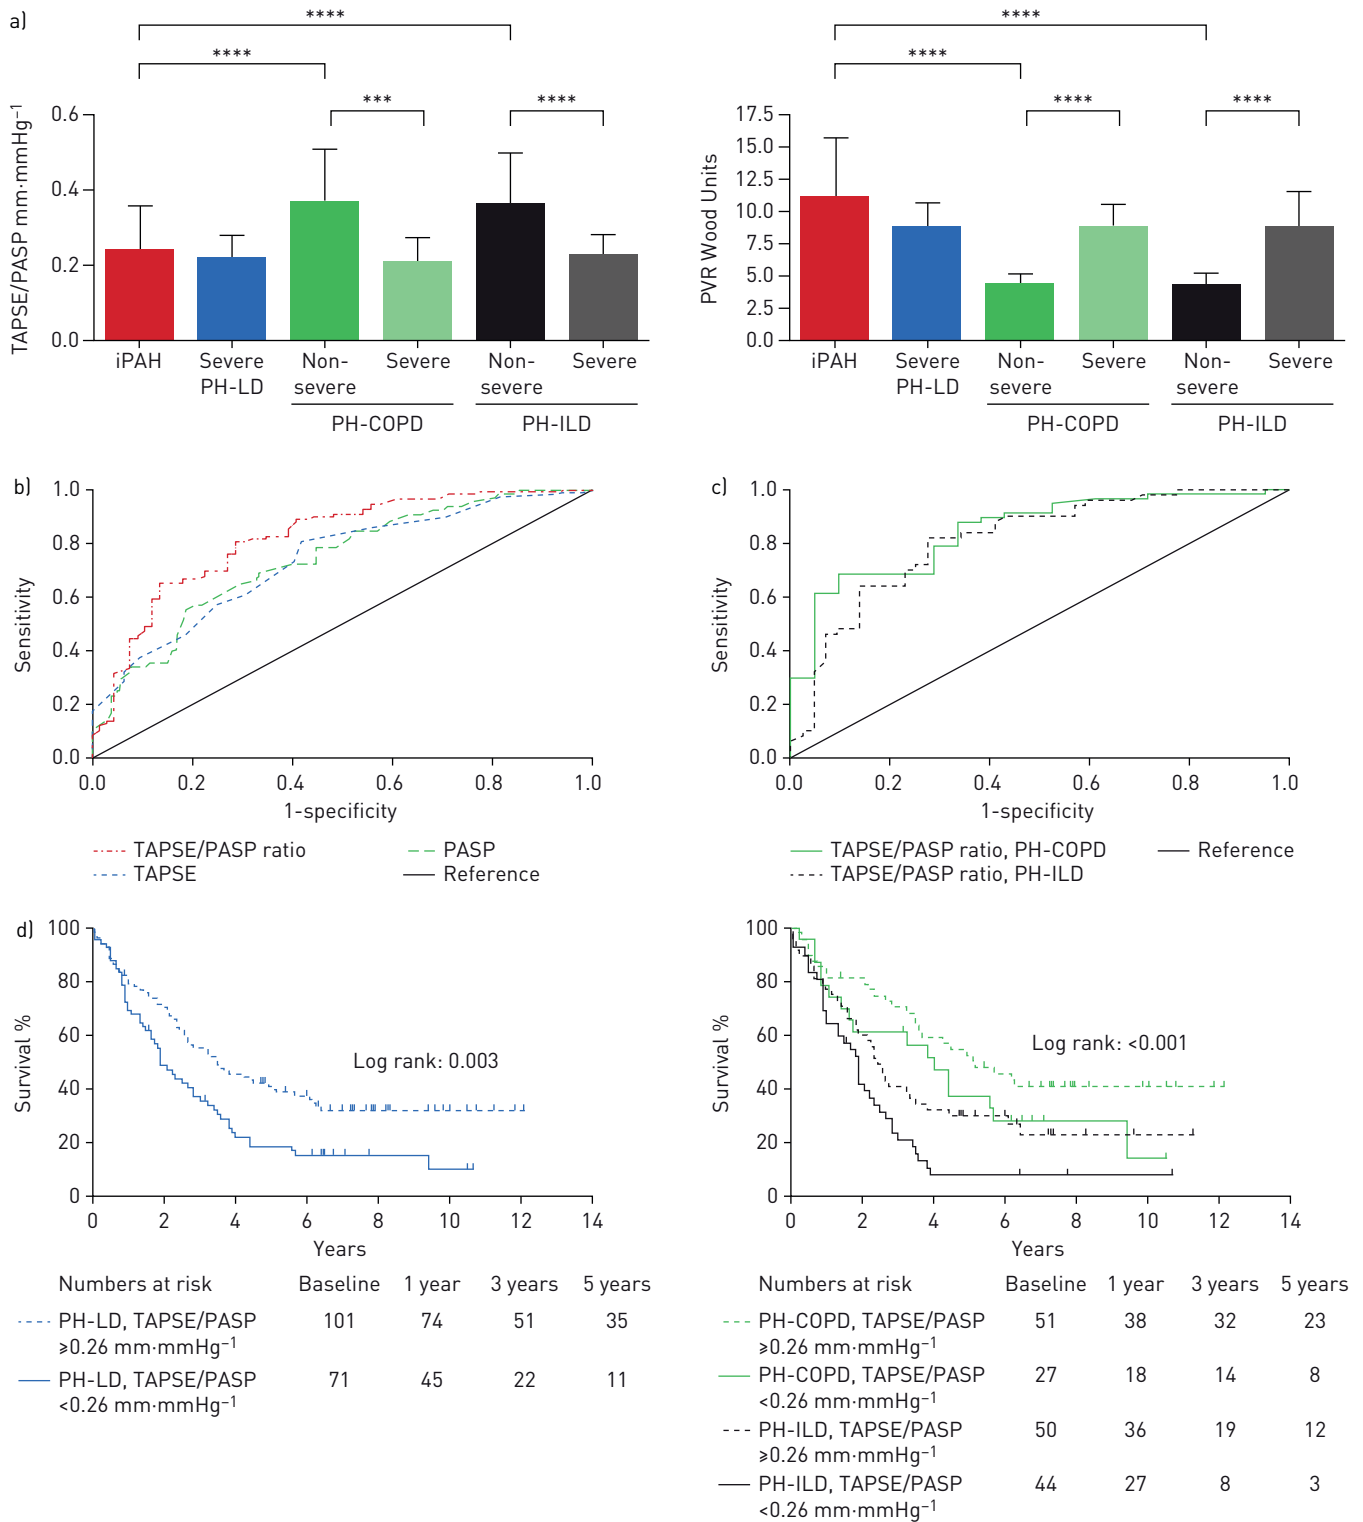 a)
****
****
***
****
TAPSE/PASP mm·mmHg⁻¹
0.6
0.4
0.2
0.0
iPAH
Severe PH-LD
Non-severe
Severe
Non-severe
Severe
PH-COPD
PH-ILD
****
****
****
****
PVR Wood Units
17.5
15.0
12.5
10.0
7.5
5.0
2.5
0.0
iPAH
Severe PH-LD
Non-severe
Severe
Non-severe
Severe
PH-COPD
PH-ILD
b)
Sensitivity
1.0
0.8
0.6
0.4
0.2
0.0
0.0 0.2 0.4 0.6 0.8 1.0
1-specificity
TAPSE/PASP ratio
PASP
TAPSE
Reference
c)
Sensitivity
1.0
0.8
0.6
0.4
0.2
0.0
0.0 0.2 0.4 0.6 0.8 1.0
1-specificity
TAPSE/PASP ratio, PH-COPD
Reference
TAPSE/PASP ratio, PH-ILD
d)
Survival %
100
80
60
40
20
0
0 2 4 6 8 10 12 14
Years
Log rank: 0.003
Numbers at risk Baseline 1 year 3 years 5 years
PH-LD, TAPSE/PASP 101 74 51 35
≥0.26 mm·mmHg⁻¹
PH-LD, TAPSE/PASP 71 45 22 11
<0.26 mm·mmHg⁻¹
Survival %
100
80
60
40
20
0
0 2 4 6 8 10 12 14
Years
Log rank: <0.001
Numbers at risk Baseline 1 year 3 years 5 years
PH-COPD, TAPSE/PASP 51 38 32 23
≥0.26 mm·mmHg⁻¹
PH-COPD, TAPSE/PASP 27 18 14 8
<0.26 mm·mmHg⁻¹
PH-ILD, TAPSE/PASP 50 36 19 12
≥0.26 mm·mmHg⁻¹
PH-ILD, TAPSE/PASP 44 27 8 3
<0.26 mm·mmHg⁻¹